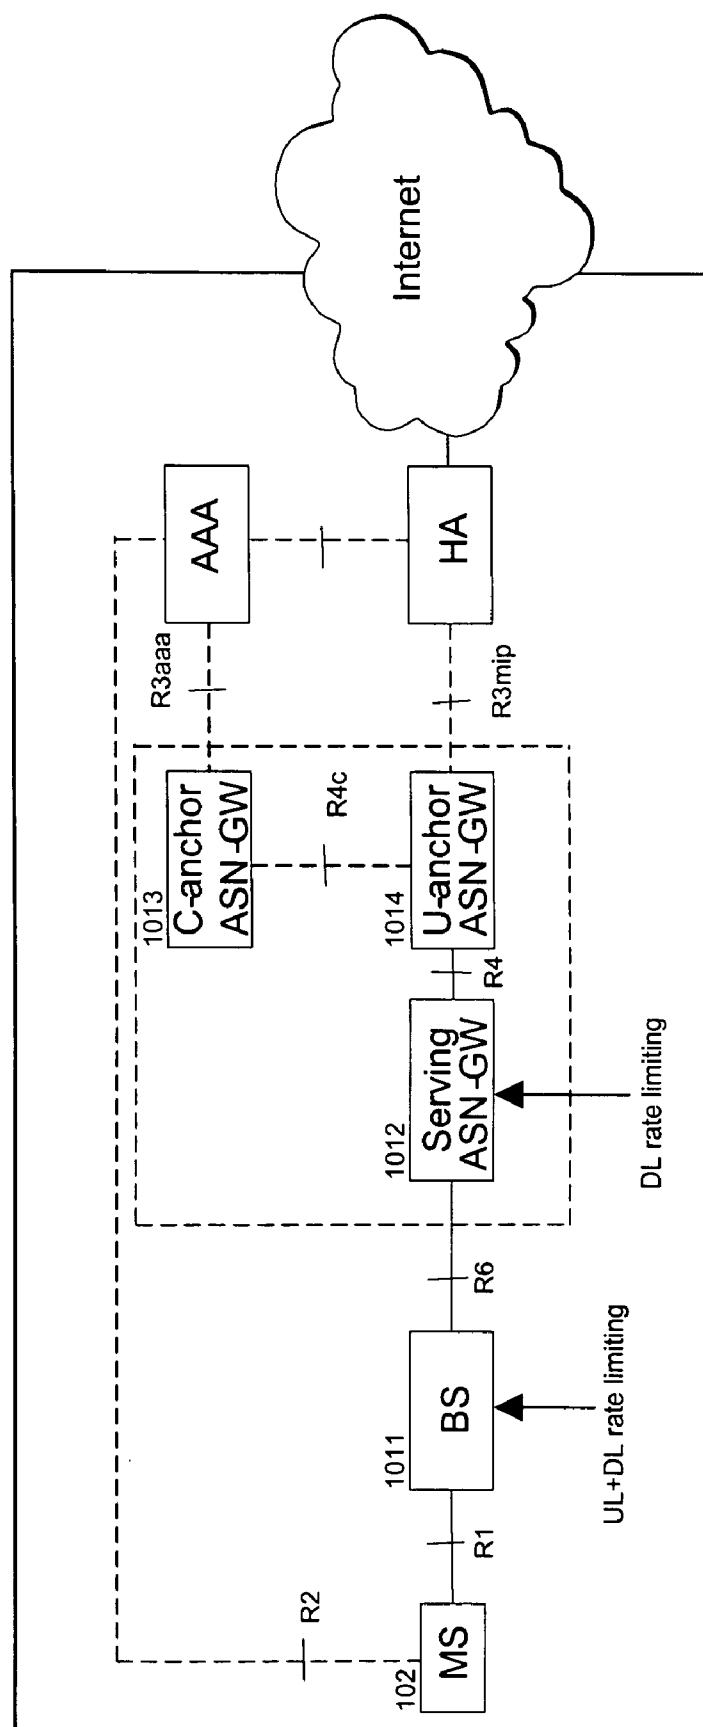 R2
AAA
Internet
R3aaa
1013
C-anchor
ASN-GW
R4c
HA
R3mip
102
MS
R1
1011
BS
R6
1012
Serving
ASN-GW
R4
1014
U-anchor
ASN-GW
UL+DL rate limiting
DL rate limiting